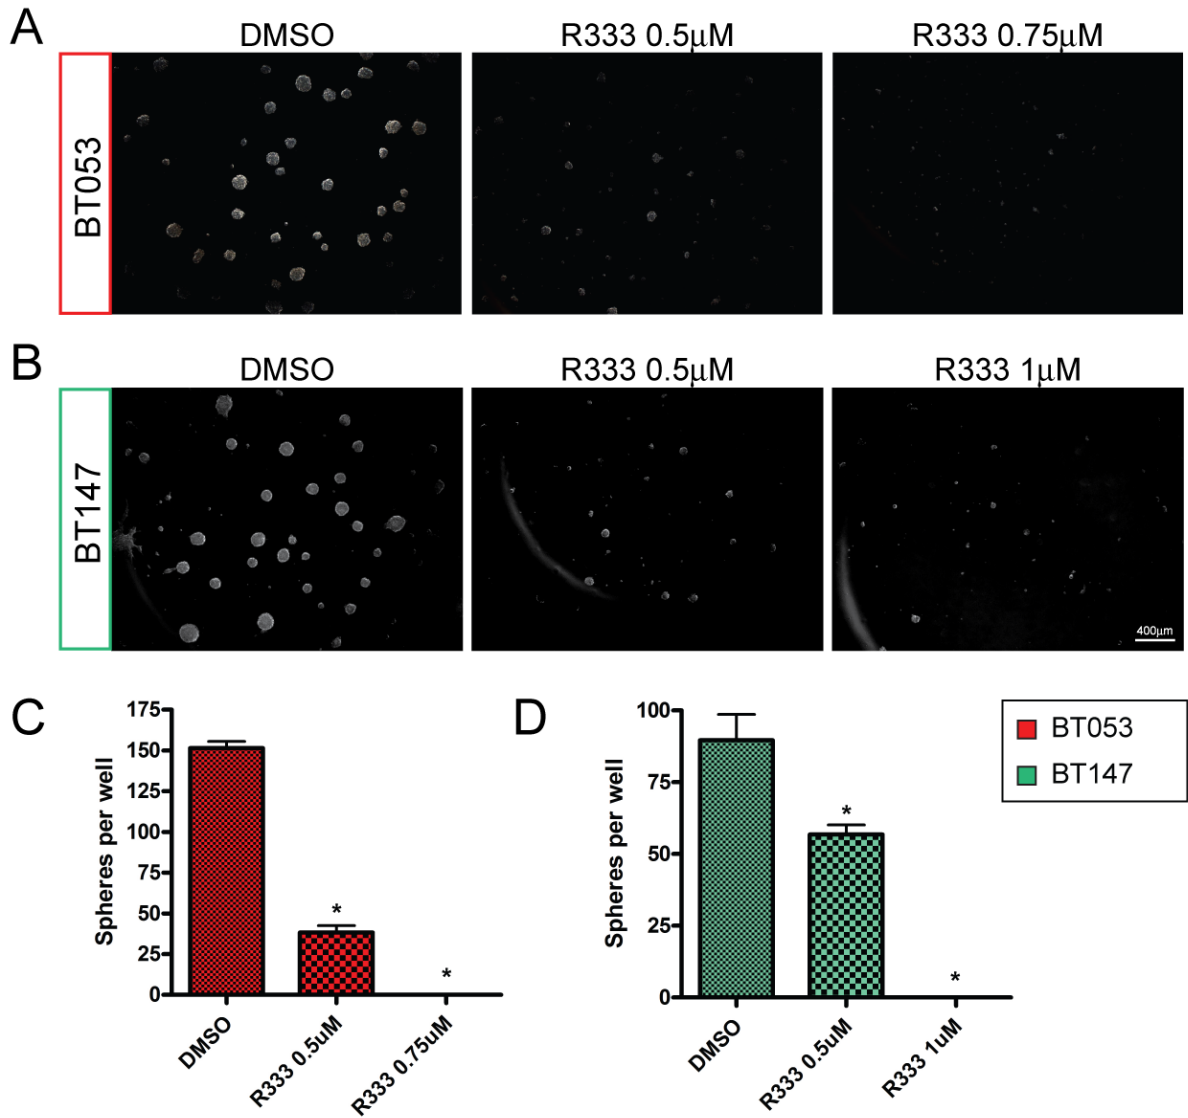 A
DMSO
R333 0.5μM
R333 0.75μM
BT053
B
DMSO
R333 0.5μM
R333 1μM
BT147
400μm
C
175
150
125
100
75
50
25
0
Spheres per well
*
*
DMSO
R333 0.5uM
R333 0.75uM
D
100
75
50
25
0
Spheres per well
*
*
DMSO
R333 0.5uM
R333 1uM
BT053
BT147